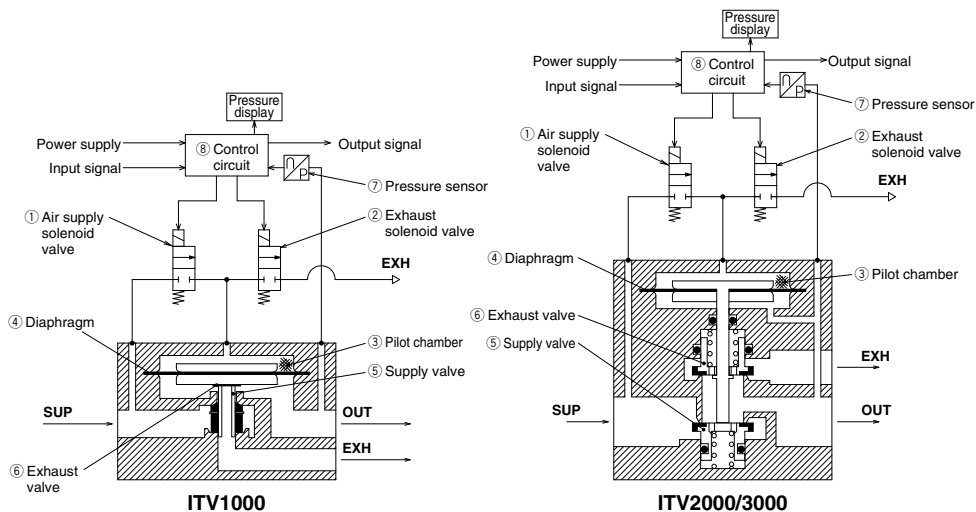 Pressure
display
Power supply
Input signal
⑧ Control
circuit
Output signal
⑦ Pressure sensor
① Air supply
solenoid
valve
② Exhaust
solenoid valve
EXH
④ Diaphragm
③ Pilot chamber
⑤ Supply valve
SUP
OUT
EXH
⑥ Exhaust
valve
ITV1000
Pressure
display
Power supply
Input signal
⑧ Control
circuit
Output signal
⑦ Pressure sensor
① Air supply
solenoid
valve
② Exhaust
solenoid valve
EXH
④ Diaphragm
③ Pilot chamber
⑥ Exhaust valve
⑤ Supply valve
EXH
SUP
OUT
ITV2000/3000